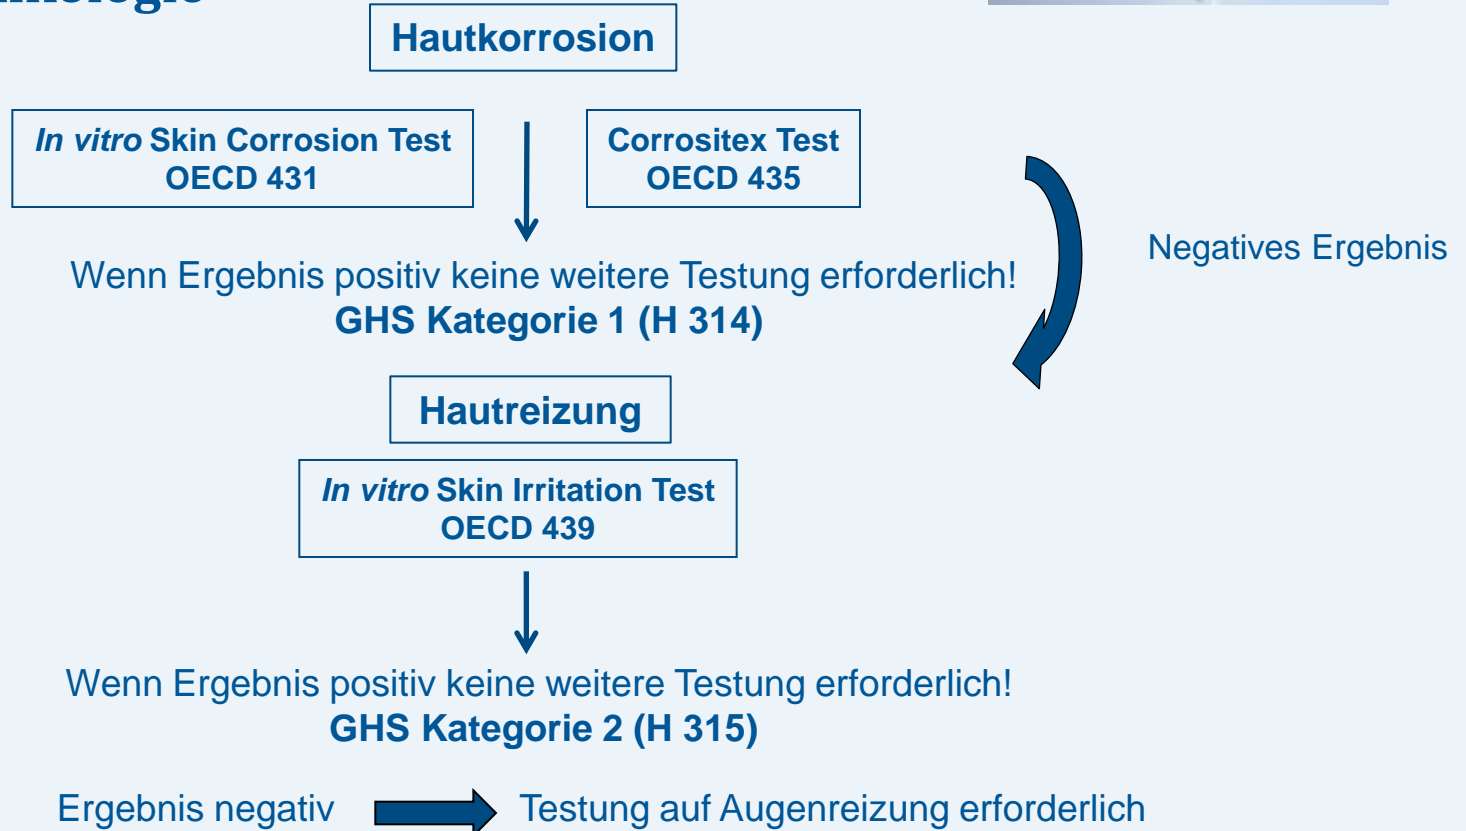 Hautkorrosion
In vitro Skin Corrosion Test
OECD 431
Corrositex Test
OECD 435
Negatives Ergebnis
Wenn Ergebnis positiv keine weitere Testung erforderlich!
GHS Kategorie 1 (H 314)
Hautreizung
In vitro Skin Irritation Test
OECD 439
Wenn Ergebnis positiv keine weitere Testung erforderlich!
GHS Kategorie 2 (H 315)
Ergebnis negativ Testung auf Augenreizung erforderlich